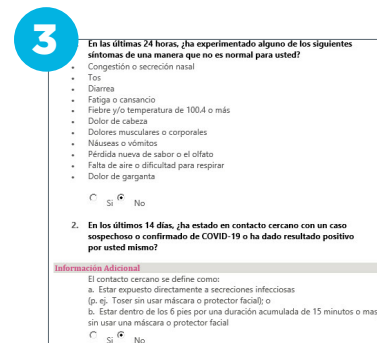 3
En las últimas 24 horas, ¿ha experimentado alguno de los siguientes
síntomas de una manera que no es normal para usted?
• Congestión o secreción nasal
• Tos
• Diarrea
• Fatiga o cansancio
• Fiebre y/o temperatura de 100.4 o más
• Dolor de cabeza
• Dolores musculares o corporales
• Náuseas o vómitos
• Pérdida nueva de sabor o el olfato
• Falta de aire o dificultad para respirar
• Dolor de garganta
Si No
2. En los últimos 14 días, ¿ha estado en contacto cercano con un caso
sospechoso o confirmado de COVID-19 o ha dado resultado positivo
por usted mismo?
Información Adicional
El contacto cercano se define como:
a. Estar expuesto directamente a secreciones infecciosas
(p. ej. Toser sin usar máscara o protector facial); o
b. Estar dentro de los 6 pies por una duración acumulada de 15 minutos o mas
sin usar una máscara o protector facial
Si No